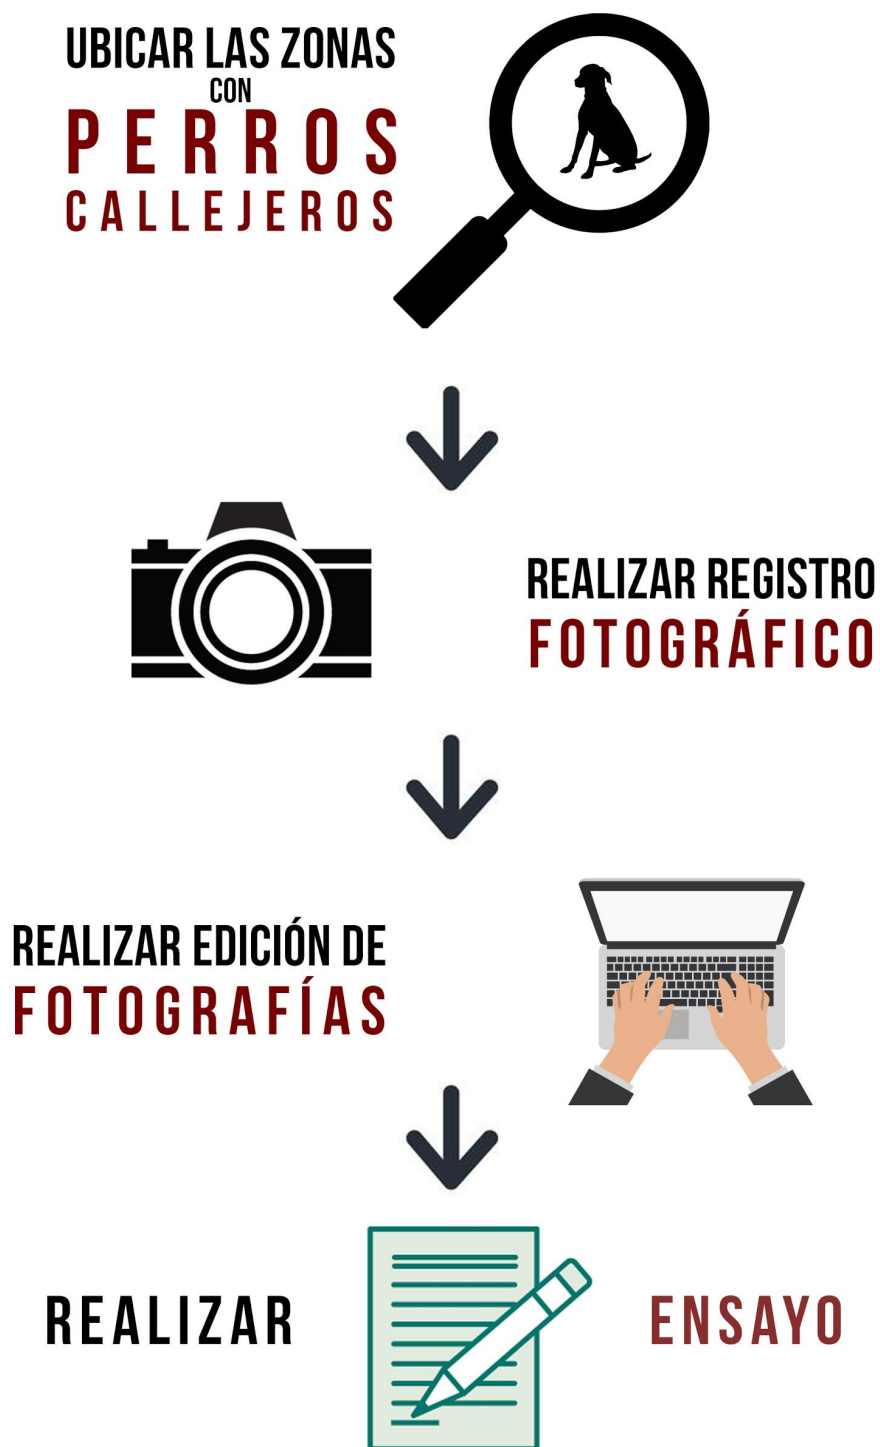 UBICAR LAS ZONAS
CON
PERROS
CALLEJEROS
REALIZAR REGISTRO
FOTOGRÁFICO
REALIZAR EDICIÓN DE
FOTOGRAFÍAS
REALIZAR ENSAYO